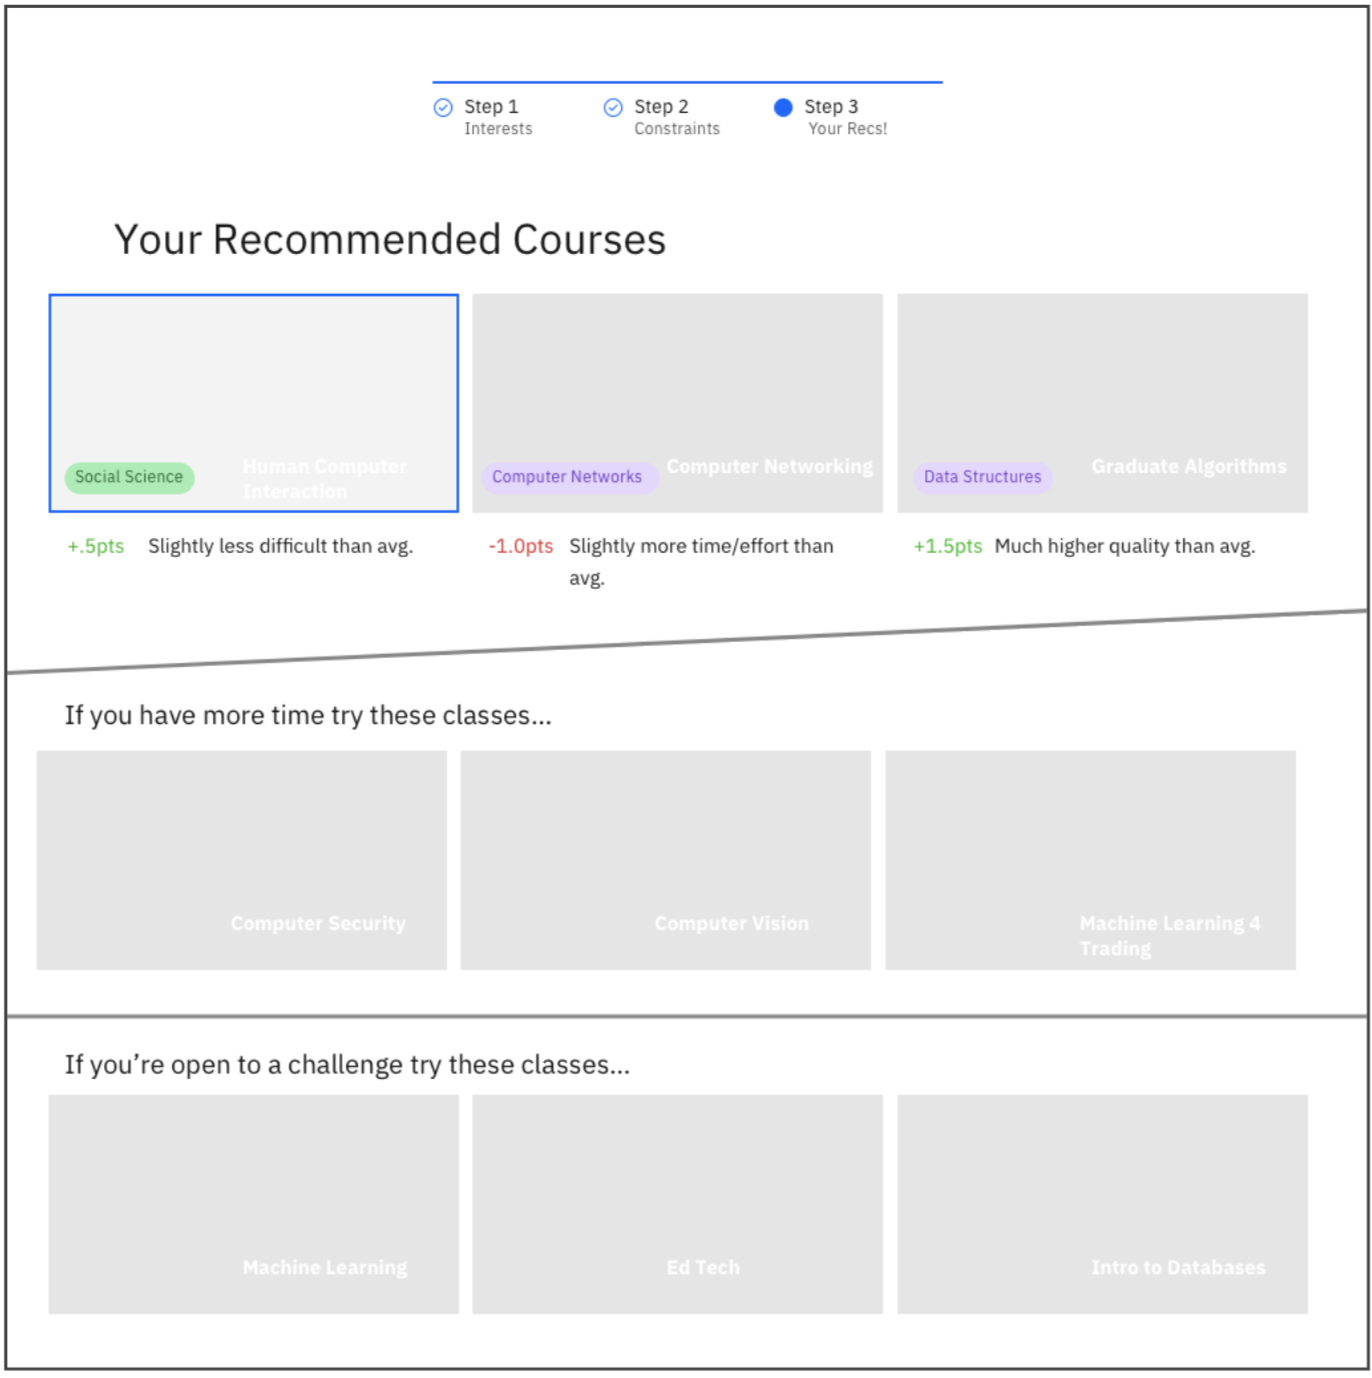 Step 1
Interests
Step 2
Constraints
Step 3
Your Recs!
Your Recommended Courses
Social Science
Human Computer
Interaction
Computer Networks
Computer Networking
Data Structures
Graduate Algorithms
+.5pts
Slightly less difficult than avg.
-1.0pts
Slightly more time/effort than
avg.
+1.5pts
Much higher quality than avg.
If you have more time try these classes...
Computer Security
Computer Vision
Machine Learning 4
Trading
If you’re open to a challenge try these classes...
Machine Learning
Ed Tech
Intro to Databases